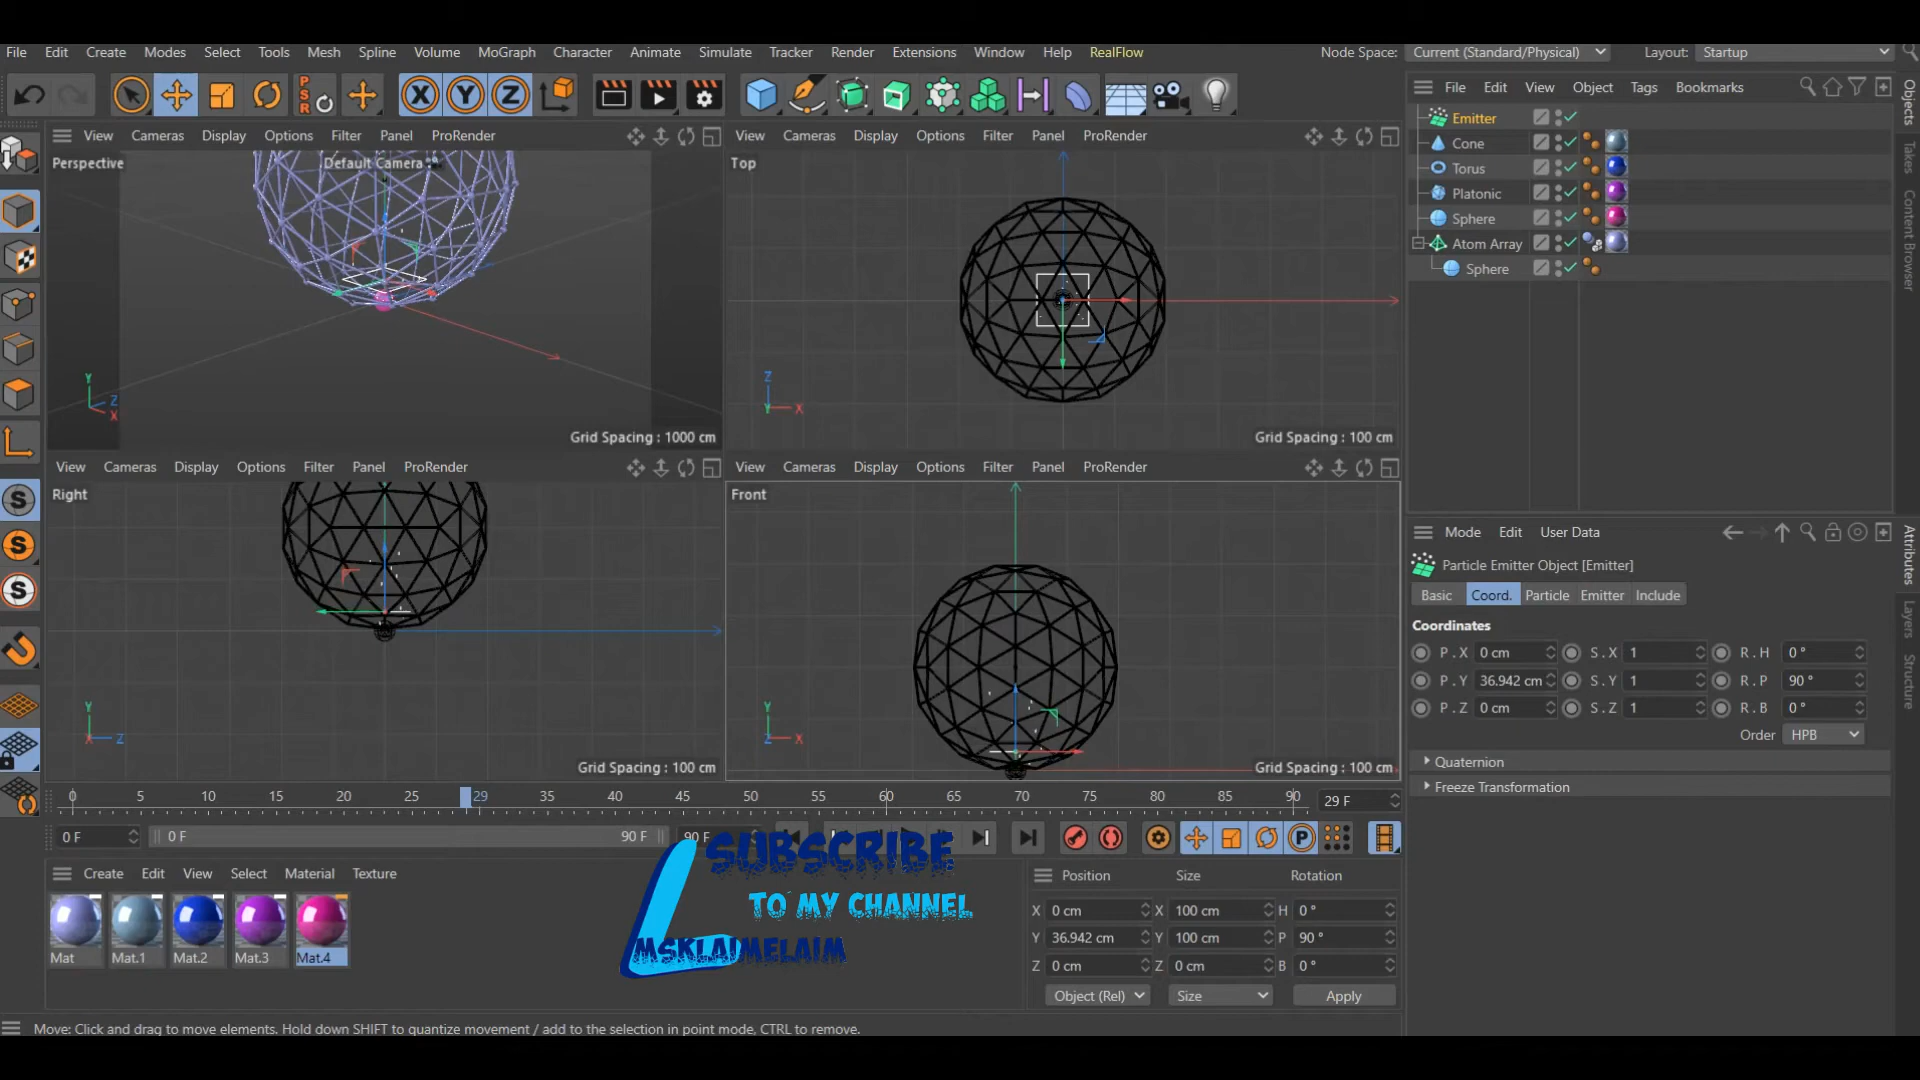 File Edit Create Modes Select Tools Mesh Spline Volume MoGraph Character Animate Simulate Tracker Render Extensions Window Help RealFlow Node Space: Current (Standard/Physical) Layout: Startup
PSR X Y Z
File Edit View Object Tags Bookmarks
Objects
Takes
Content Browser
View Cameras Display Options Filter Panel ProRender
Perspective
Default Camera
Y Z X
Grid Spacing : 1000 cm
View Cameras Display Options Filter Panel ProRender
Top
Z Y X
Grid Spacing : 100 cm
Emitter
Cone
Torus
Platonic
Sphere
Atom Array
Sphere
View Cameras Display Options Filter Panel ProRender
Right
Y X Z
Grid Spacing : 100 cm
View Cameras Display Options Filter Panel ProRender
Front
Y Z X
Grid Spacing : 100 cm
S
S
S
Mode Edit User Data
Particle Emitter Object [Emitter]
Basic Coord. Particle Emitter Include
Coordinates
P . X 0 cm S . X 1 R . H 0 °
P . Y 36.942 cm S . Y 1 R . P 90 °
P . Z 0 cm S . Z 1 R . B 0 °
Order HPB
Quaternion
Freeze Transformation
Attributes
Layers
Structure
0 5 10 15 20 25 29 35 40 45 50 55 60 65 70 75 80 85 90 29 F
0 F 0 F 90 F 90 F P
SUBSCRIBE
TO MY CHANNEL
MSKLAIMELAIM
Create Edit View Select Material Texture
Mat Mat.1 Mat.2 Mat.3 Mat.4
Position Size Rotation
X 0 cm X 100 cm H 0 °
Y 36.942 cm Y 100 cm P 90 °
Z 0 cm Z 0 cm B 0 °
Object (Rel) Size Apply
Move: Click and drag to move elements. Hold down SHIFT to quantize movement / add to the selection in point mode, CTRL to remove.